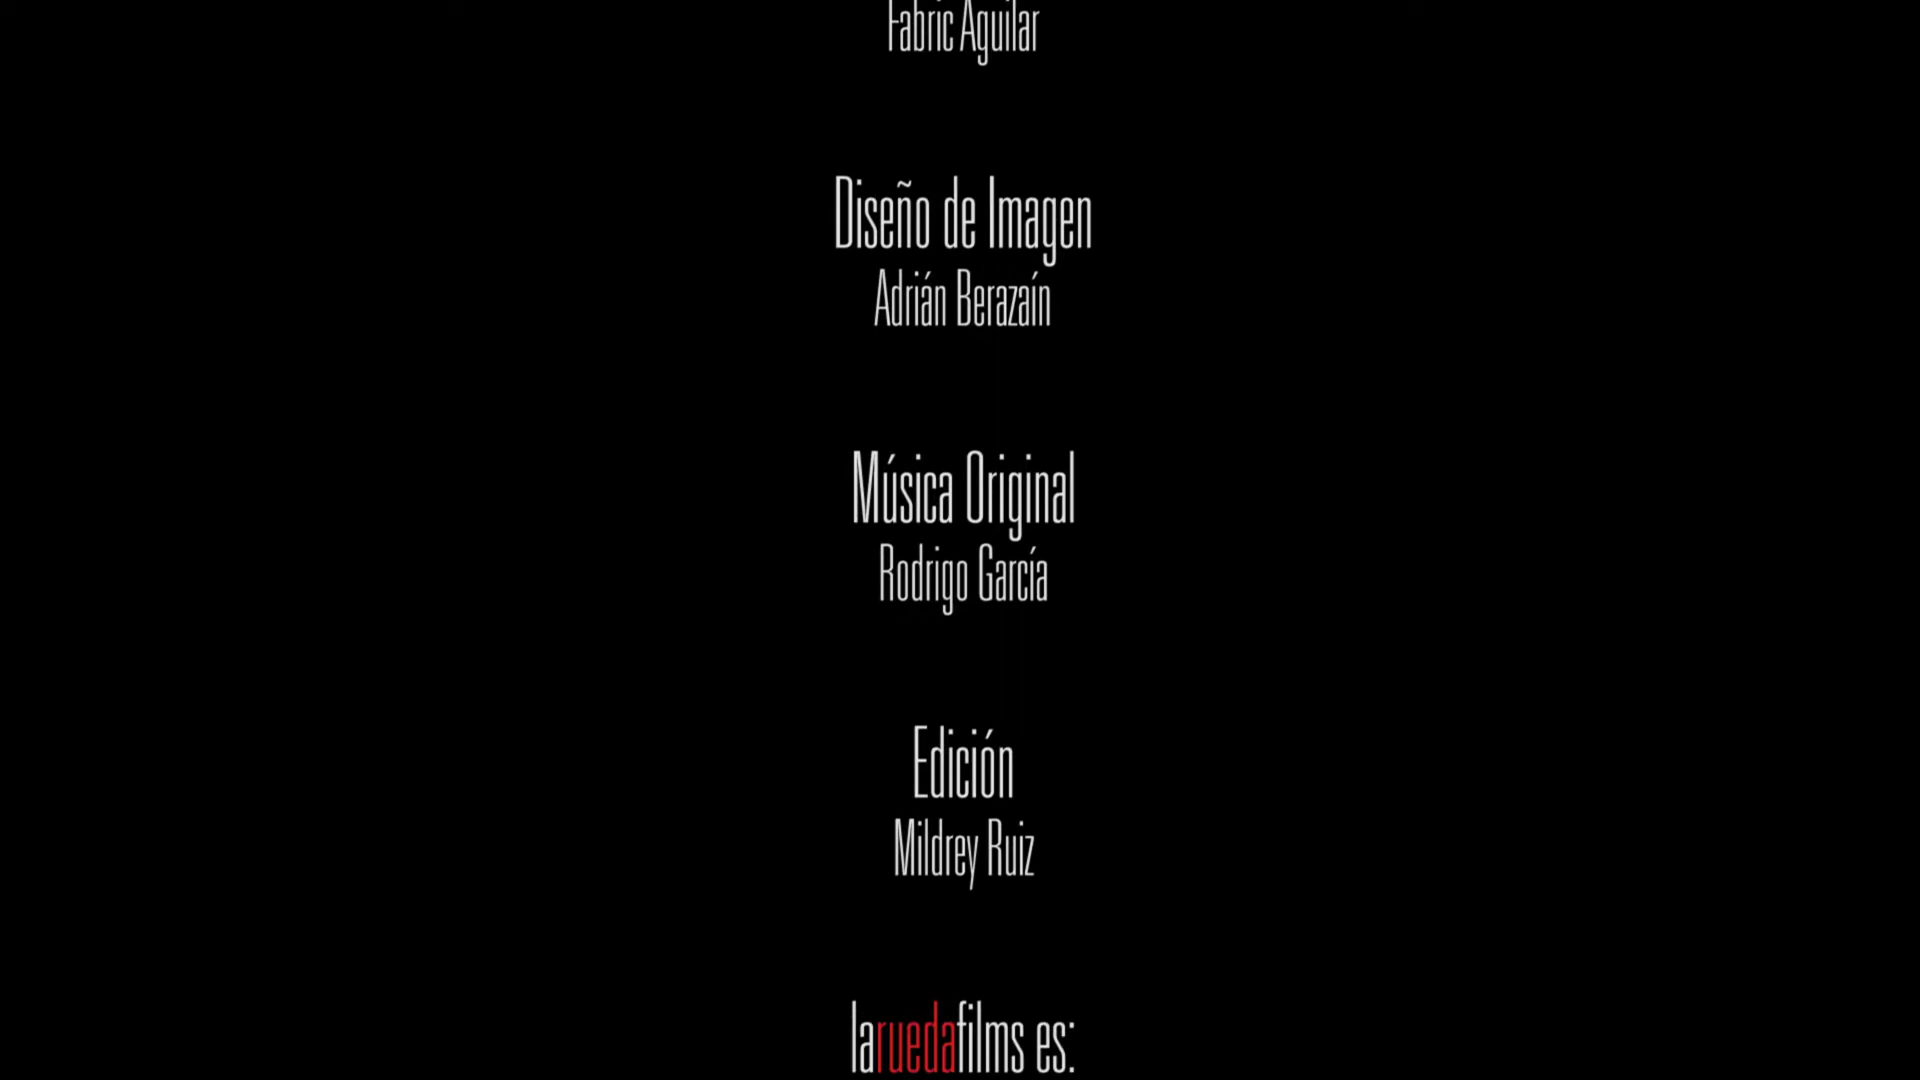 Fabric Aguilar
Diseño de Imagen
Adrián Berazaín
Música Original
Rodrigo García
Edición
Mildrey Ruiz
laruedafilms es: